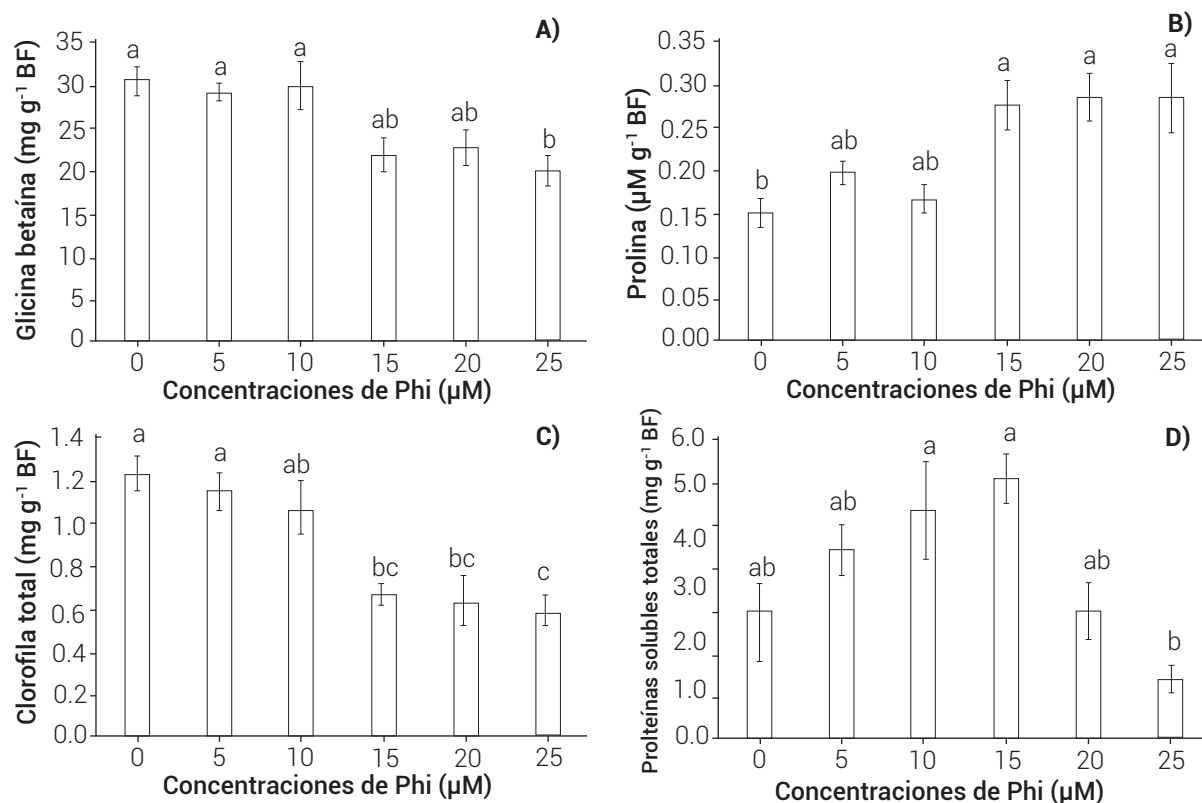 A)
Glicina betaína (mg g⁻¹ BF)
35
30
25
20
15
10
5
0
a
a
a
ab
ab
b
0 5 10 15 20 25
Concentraciones de Phi (µM)
B)
Prolina (µM g⁻¹ BF)
0.35
0.30
0.25
0.20
0.15
0.10
0.05
0.00
b
ab
ab
a
a
a
0 5 10 15 20 25
Concentraciones de Phi (µM)
C)
Clorofila total (mg g⁻¹ BF)
1.4
1.2
1.0
0.8
0.6
0.4
0.2
0.0
a
a
ab
bc
bc
c
0 5 10 15 20 25
Concentraciones de Phi (µM)
D)
Prolteínas solubles totales (mg g⁻¹ BF)
6.0
5.0
4.0
3.0
2.0
1.0
0.0
ab
ab
a
a
ab
b
0 5 10 15 20 25
Concentraciones de Phi (µM)